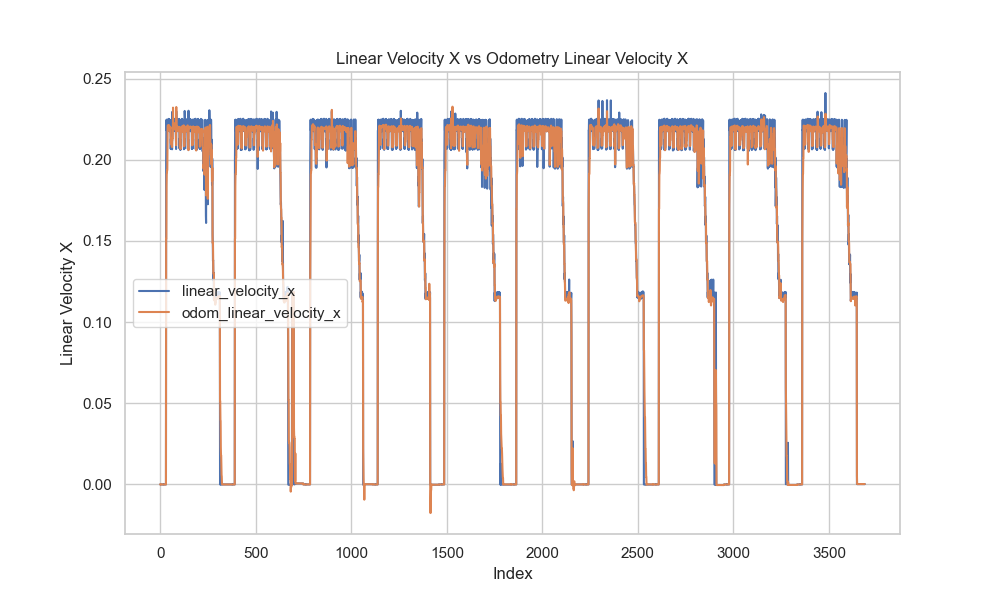 Linear Velocity X vs Odometry Linear Velocity X
0.25
0.20
0.15
0.10
0.05
0.00
Linear Velocity X
linear_velocity_x
odom_linear_velocity_x
0 500 1000 1500 2000 2500 3000 3500
Index